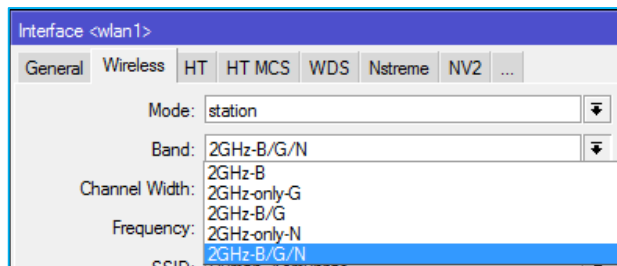 Interface <wlan1>
General Wireless HT HT MCS WDS Nstreme NV2 ...
Mode: station
Band: 2GHz-B/G/N
2GHz-B
Channel Width: 2GHz-only-G
2GHz-B/G
Frequency: 2GHz-only-N
2GHz-B/G/N